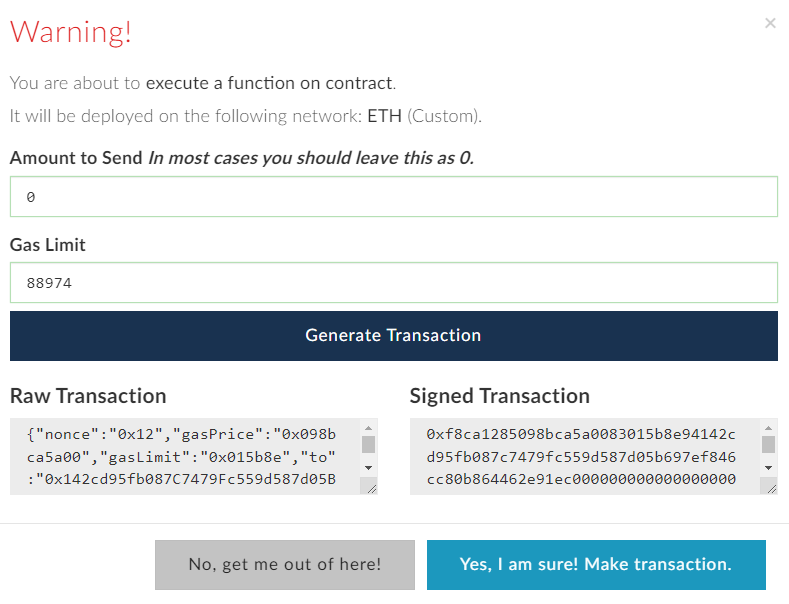 Warning!
×
You are about to execute a function on contract.
It will be deployed on the following network: ETH (Custom).
Amount to Send In most cases you should leave this as 0.
0
Gas Limit
88974
Generate Transaction
Raw Transaction
{"nonce":"0x12","gasPrice":"0x098b
ca5a00","gasLimit":"0x015b8e","to"
:"0x142cd95fb087C7479Fc559d587d05B
Signed Transaction
0xf8ca1285098bca5a0083015b8e94142c
d95fb087c7479fc559d587d05b697ef846
cc80b864462e91ec000000000000000000
No, get me out of here!
Yes, I am sure! Make transaction.